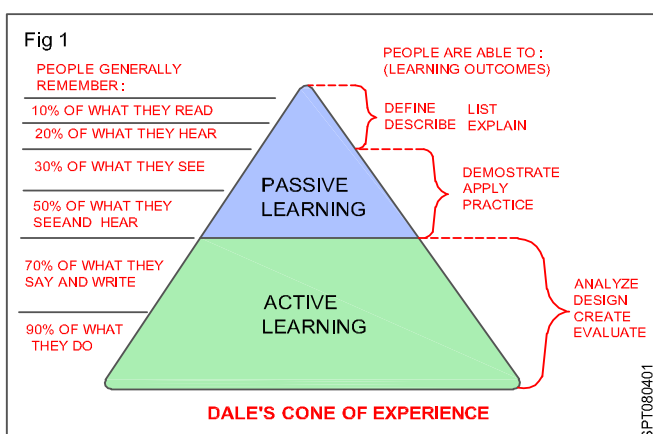 Fig 1
PEOPLE GENERALLY
REMEMBER :
10% OF WHAT THEY READ
20% OF WHAT THEY HEAR
30% OF WHAT THEY SEE
50% OF WHAT THEY
SEEAND HEAR
70% OF WHAT THEY
SAY AND WRITE
90% OF WHAT
THEY DO
PASSIVE
LEARNING
ACTIVE
LEARNING
PEOPLE ARE ABLE TO :
(LEARNING OUTCOMES)
DEFINE LIST
DESCRIBE EXPLAIN
DEMOSTRATE
APPLY
PRACTICE
ANALYZE
DESIGN
CREATE
EVALUATE
DALE'S CONE OF EXPERIENCE
SPT080401